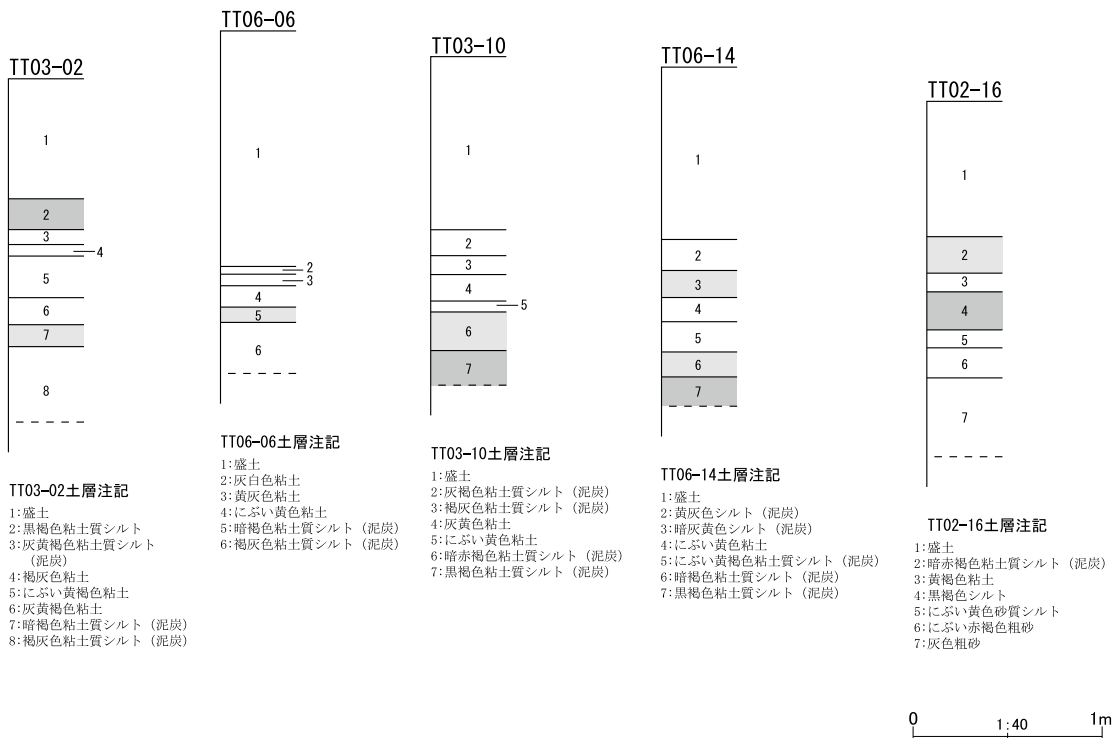 TT03-02
1
2
3
4
5
6
7
8
TT03-02土層注記
1:盛土
2:黒褐色粘土質シルト
3:灰黄褐色粘土質シルト
（泥炭）
4:褐灰色粘土
5:にぶい黄褐色粘土
6:灰黄褐色粘土
7:暗褐色粘土質シルト（泥炭）
8:褐灰色粘土質シルト（泥炭）
TT06-06
1
2
3
4
5
6
TT06-06土層注記
1:盛土
2:灰白色粘土
3:黄灰色粘土
4:にぶい黄色粘土
5:暗褐色粘土質シルト（泥炭）
6:褐灰色粘土質シルト（泥炭）
TT03-10
1
2
3
4
5
6
7
TT03-10土層注記
1:盛土
2:灰褐色粘土質シルト（泥炭）
3:褐灰色粘土質シルト（泥炭）
4:灰黄色粘土
5:にぶい黄色粘土
6:暗赤褐色粘土質シルト（泥炭）
7:黒褐色粘土質シルト（泥炭）
TT06-14
1
2
3
4
5
6
7
TT06-14土層注記
1:盛土
2:黄灰色シルト（泥炭）
3:暗灰黄色シルト（泥炭）
4:にぶい黄色粘土
5:にぶい黄褐色粘土質シルト（泥炭）
6:暗褐色粘土質シルト（泥炭）
7:黒褐色粘土質シルト（泥炭）
TT02-16
1
2
3
4
5
6
7
TT02-16土層注記
1:盛土
2:暗赤褐色粘土質シルト（泥炭）
3:黄褐色粘土
4:黒褐色シルト
5:にぶい黄色砂質シルト
6:にぶい赤褐色粗砂
7:灰色粗砂
0 1:40 1m